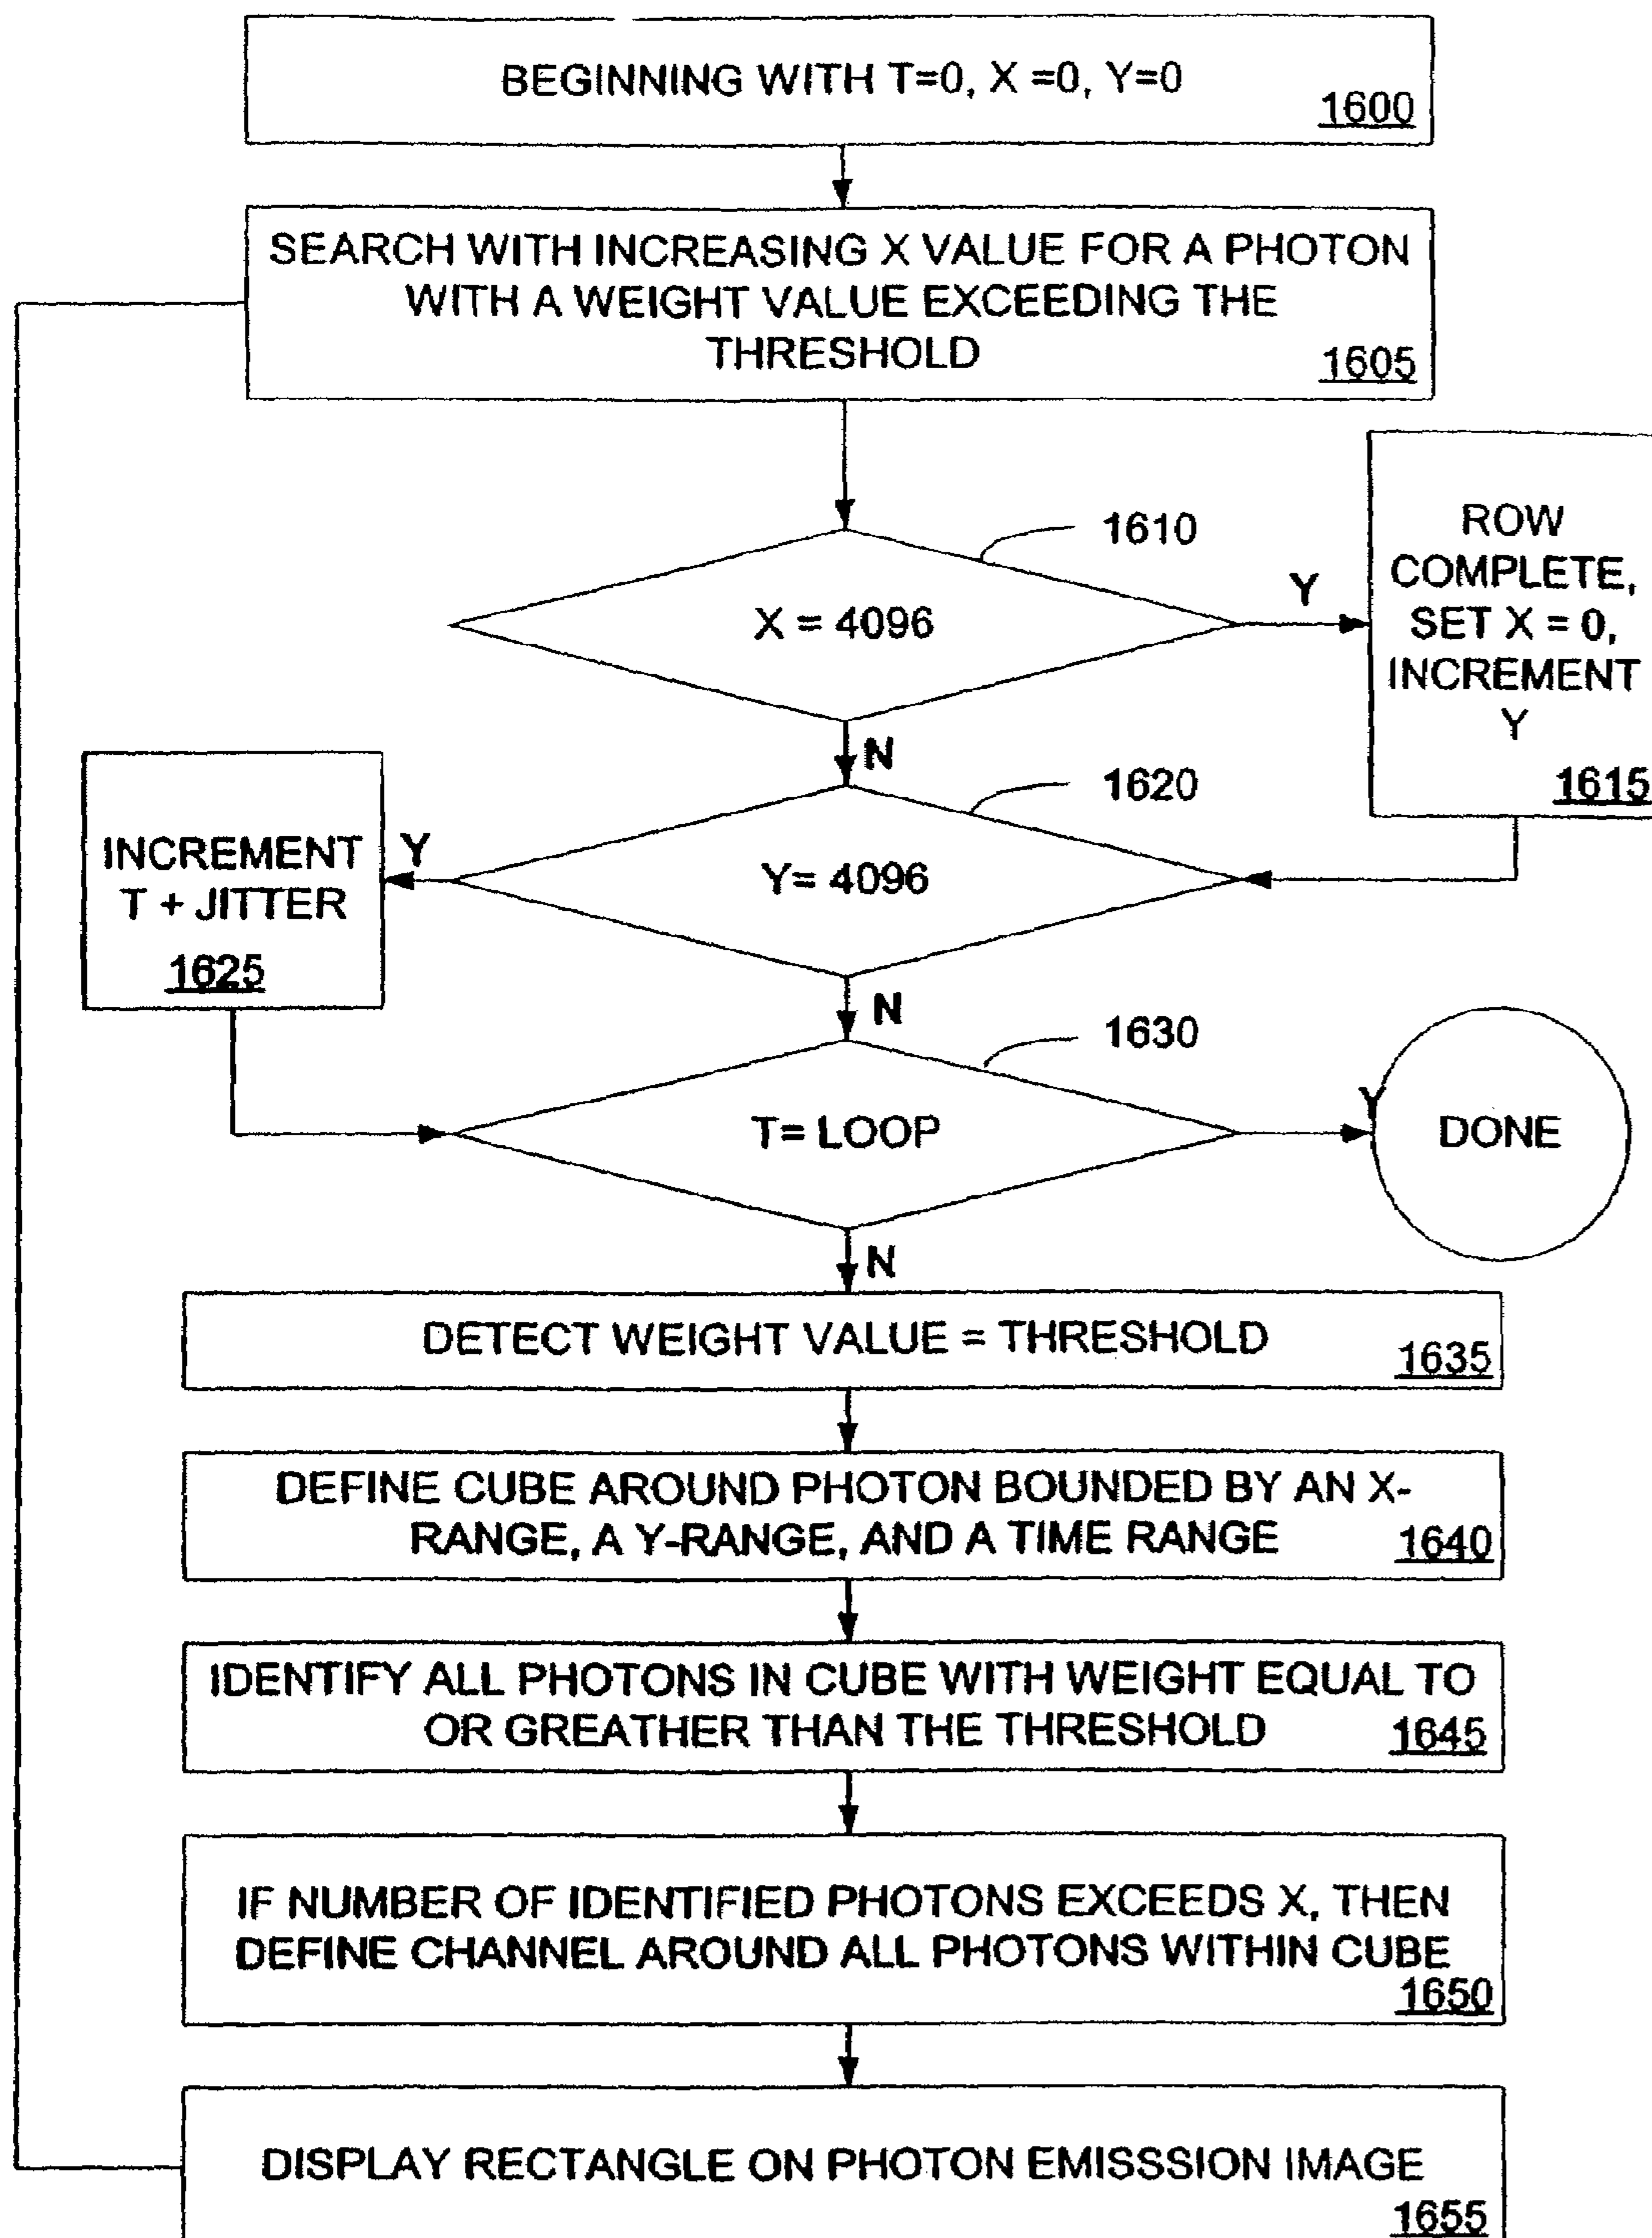 BEGINNING WITH T=0, X =0, Y=0
1600
SEARCH WITH INCREASING X VALUE FOR A PHOTON
WITH A WEIGHT VALUE EXCEEDING THE
THRESHOLD
1605
1610
X = 4096
Y
N
ROW
COMPLETE,
SET X = 0,
INCREMENT
Y
1615
1620
Y= 4096
Y
N
INCREMENT
T + JITTER
1625
1630
T= LOOP
Y
DONE
N
DETECT WEIGHT VALUE = THRESHOLD
1635
DEFINE CUBE AROUND PHOTON BOUNDED BY AN X-
RANGE, A Y-RANGE, AND A TIME RANGE
1640
IDENTIFY ALL PHOTONS IN CUBE WITH WEIGHT EQUAL TO
OR GREATHER THAN THE THRESHOLD
1645
IF NUMBER OF IDENTIFIED PHOTONS EXCEEDS X, THEN
DEFINE CHANNEL AROUND ALL PHOTONS WITHIN CUBE
1650
DISPLAY RECTANGLE ON PHOTON EMISSSION IMAGE
1655